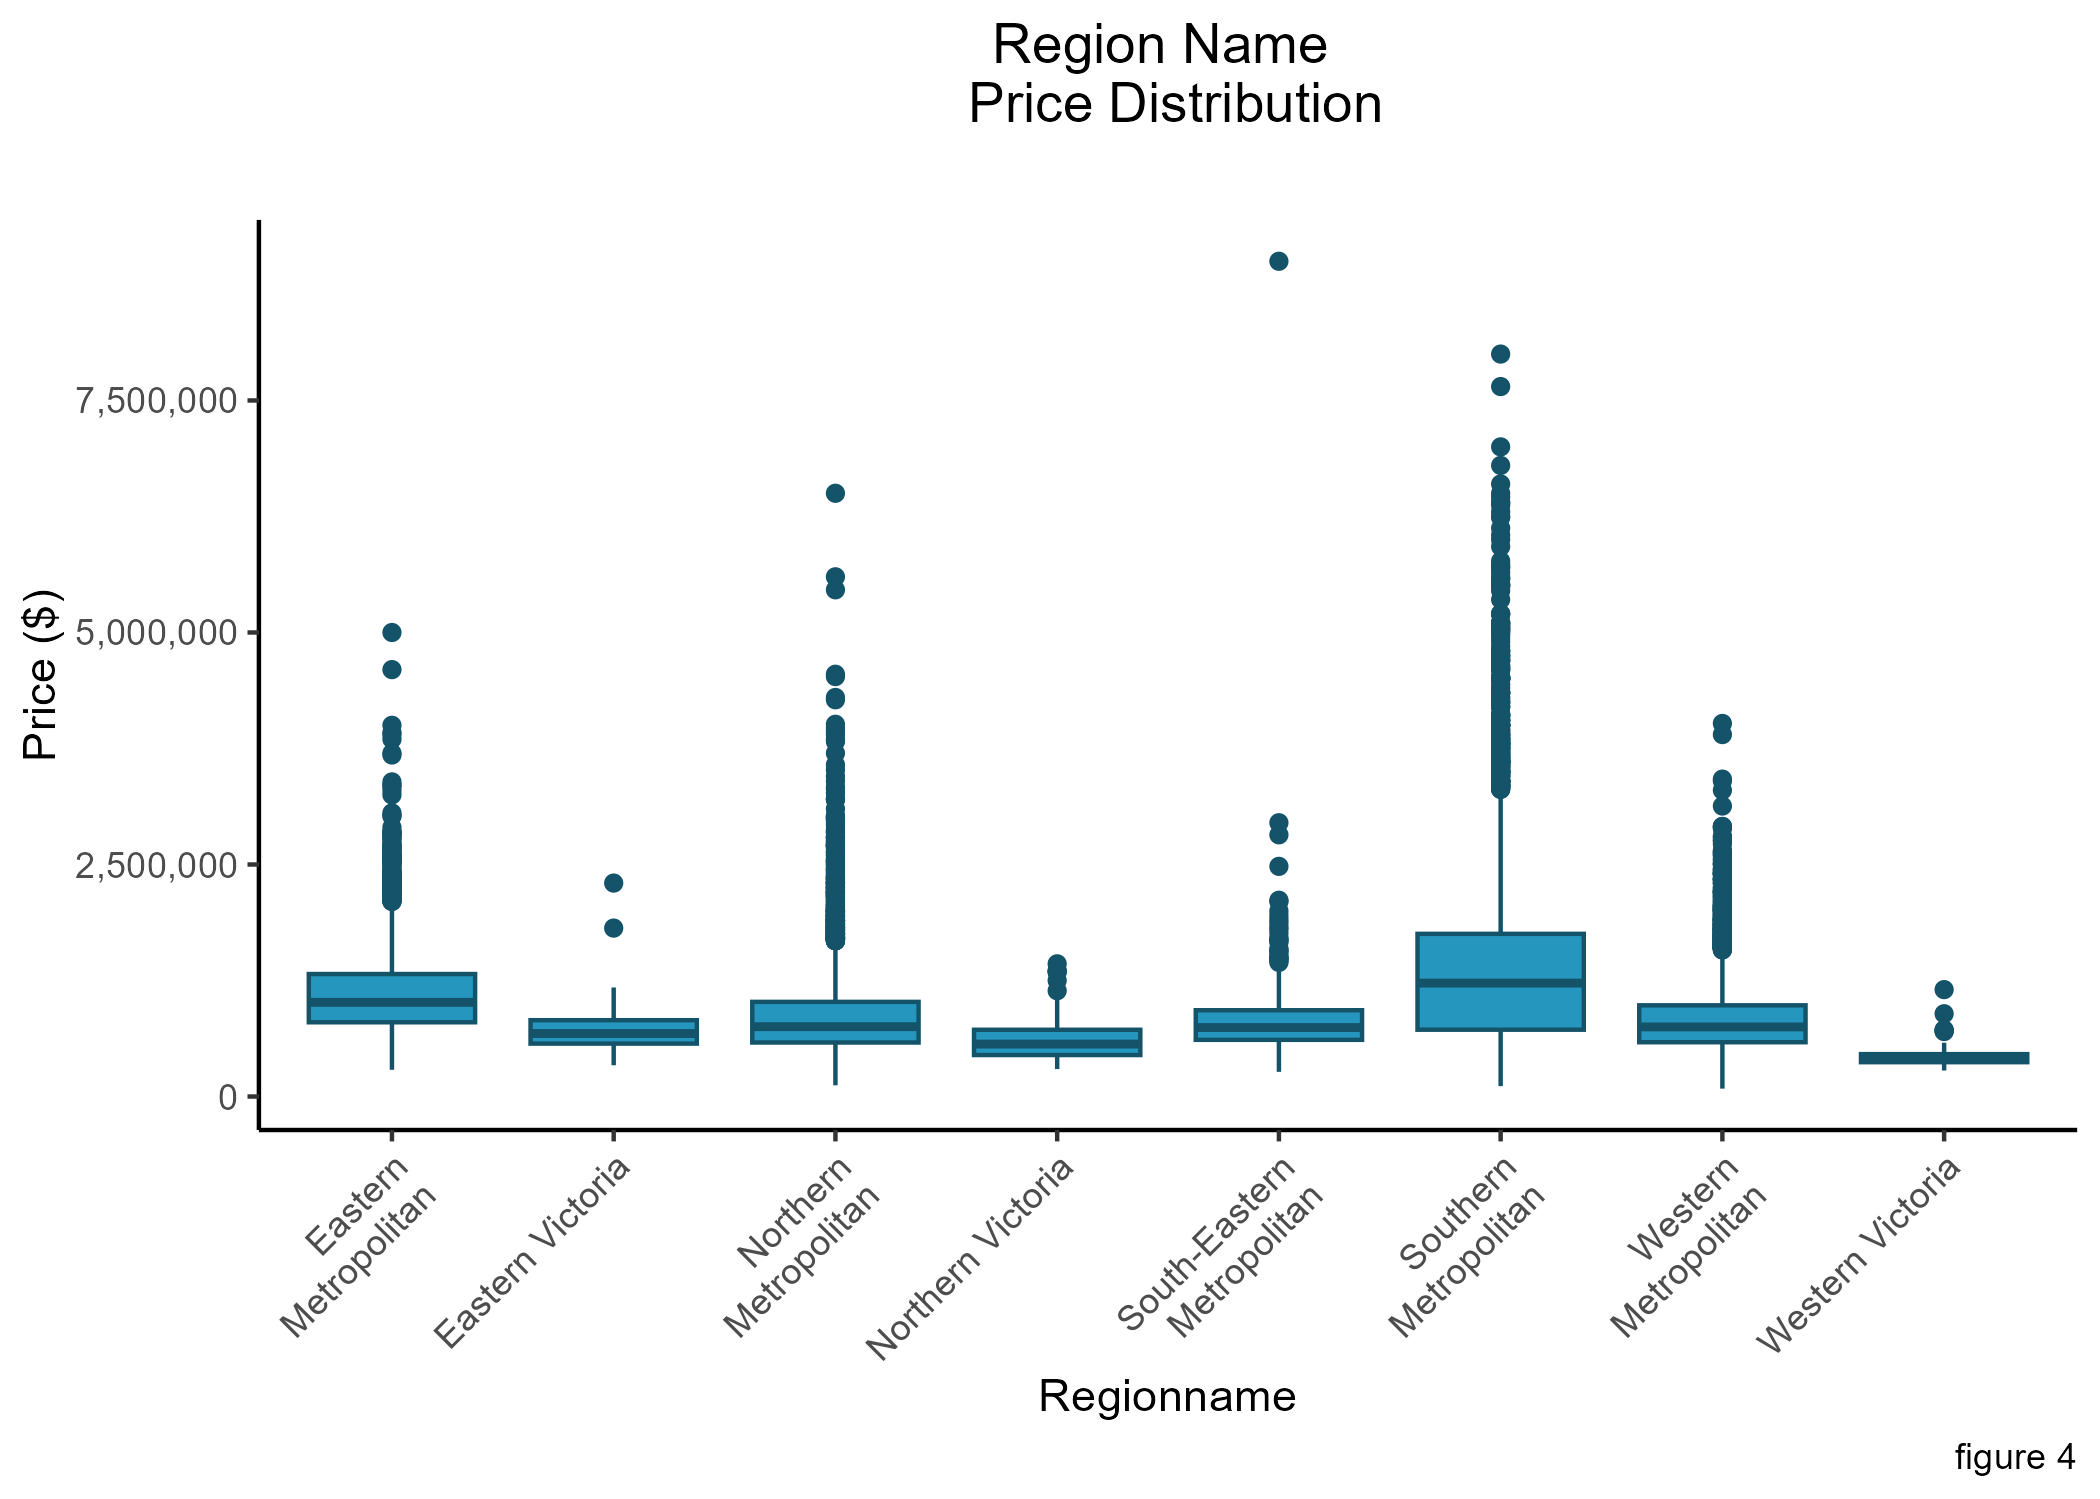 Region Name
Price Distribution
Price ($)
7,500,000
5,000,000
2,500,000
0
Eastern
Metropolitan
Eastern Victoria
Northern
Metropolitan
Northern Victoria
South-Eastern
Metropolitan
Southern
Metropolitan
Western
Metropolitan
Western Victoria
Regionname
figure 4